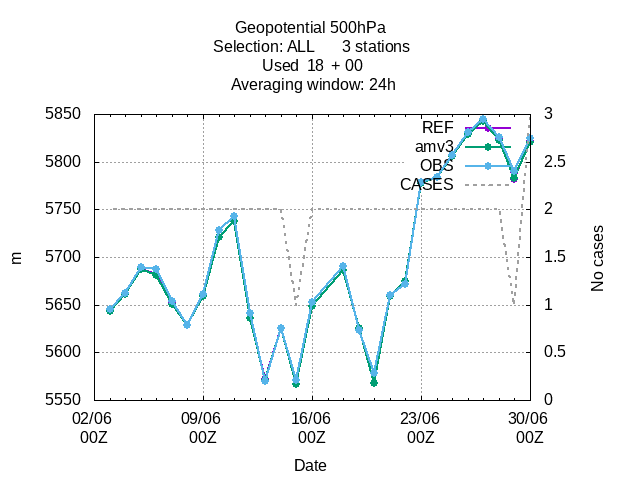 Geopotential 500hPa
Selection: ALL 3 stations
Used 18 + 00
Averaging window: 24h
5850
5800
5750
5700
5650
5600
5550
m
3
2.5
2
1.5
1
0.5
0
No cases
REF
amv3
OBS
CASES
02/06 09/06 16/06 23/06 30/06
00Z 00Z 00Z 00Z 00Z
Date